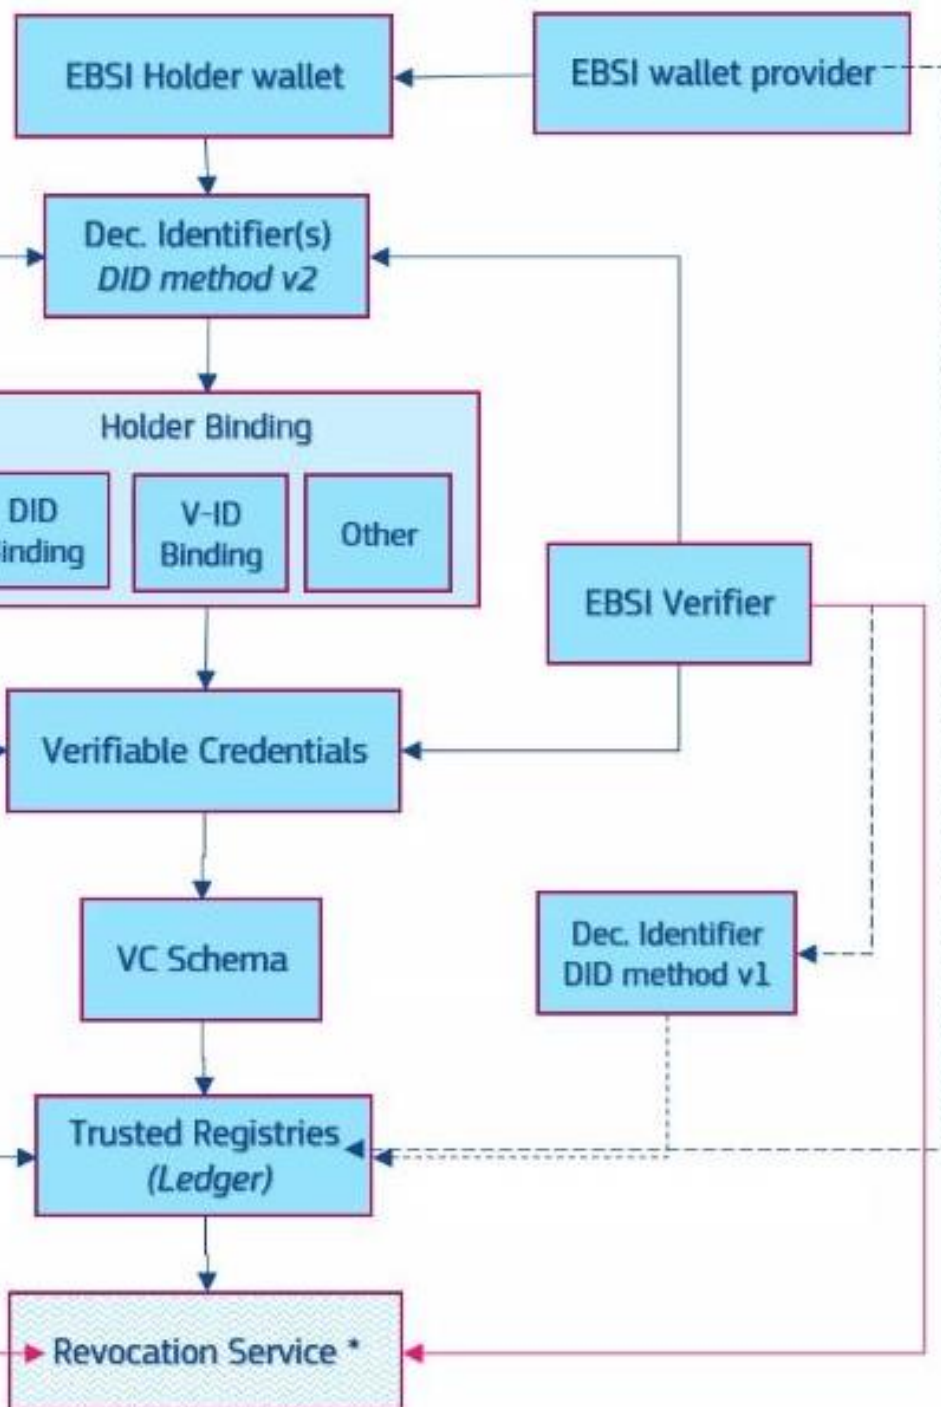 EBSI Holder wallet
EBSI wallet provider
Dec. Identifier(s)
DID method v2
Holder Binding
DID
inding
V-ID
Binding
Other
EBSI Verifier
Verifiable Credentials
VC Schema
Dec. Identifier
DID method v1
Trusted Registries
(Ledger)
Revocation Service *